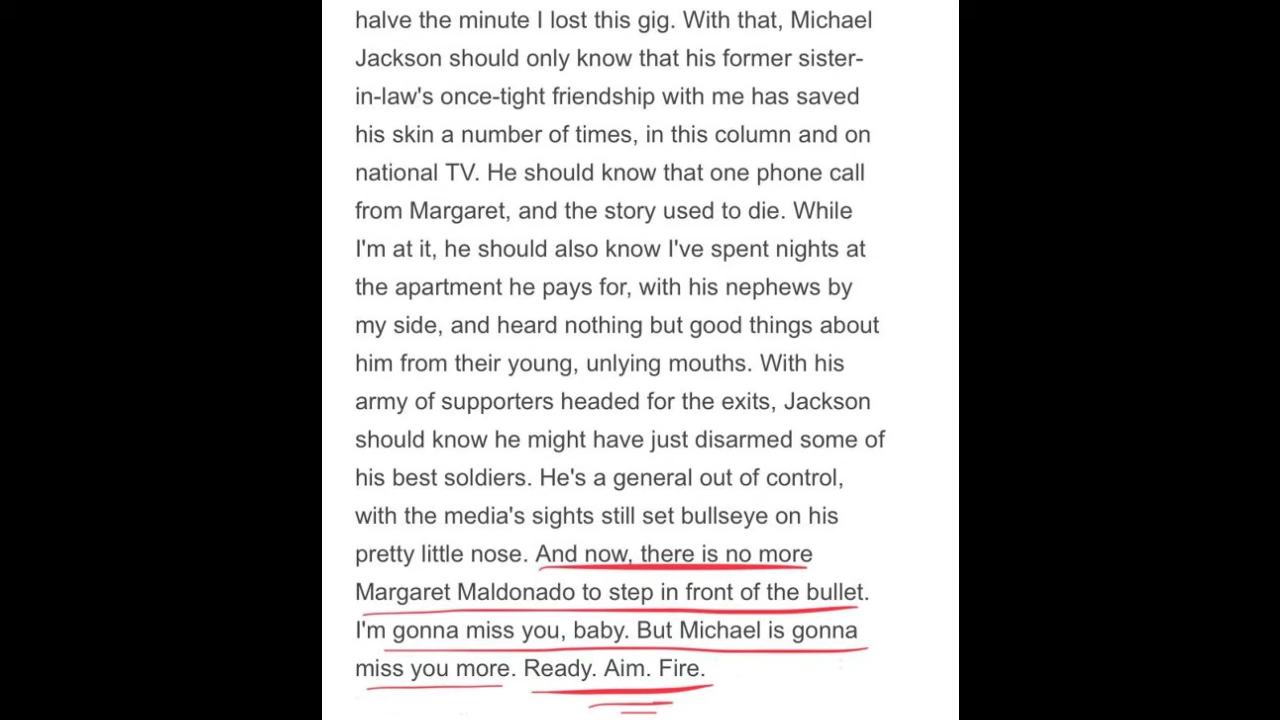 halve the minute I lost this gig. With that, Michael
Jackson should only know that his former sister-
in-law's once-tight friendship with me has saved
his skin a number of times, in this column and on
national TV. He should know that one phone call
from Margaret, and the story used to die. While
I'm at it, he should also know I've spent nights at
the apartment he pays for, with his nephews by
my side, and heard nothing but good things about
him from their young, unlying mouths. With his
army of supporters headed for the exits, Jackson
should know he might have just disarmed some of
his best soldiers. He's a general out of control,
with the media's sights still set bullseye on his
pretty little nose. And now, there is no more
Margaret Maldonado to step in front of the bullet.
I'm gonna miss you, baby. But Michael is gonna
miss you more. Ready. Aim. Fire.